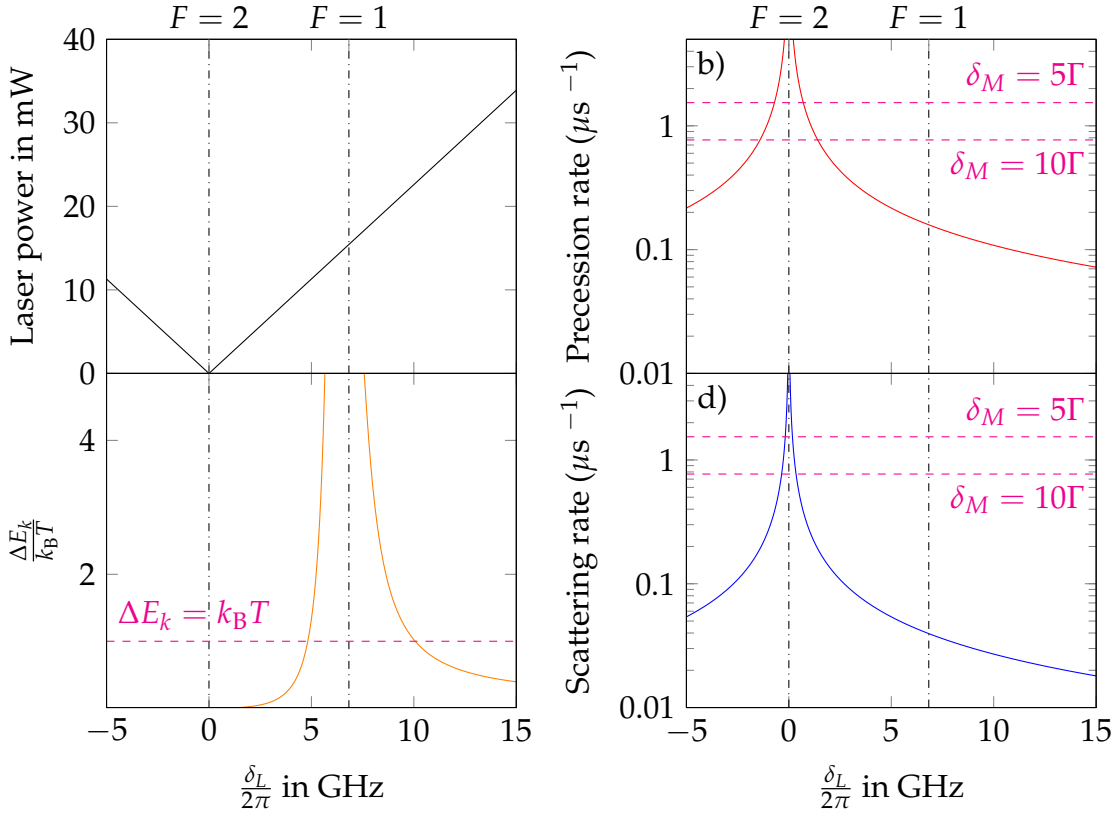 F = 2 F = 1
Laser power in mW
40
30
20
10
0
F = 2 F = 1
b)
Precession rate (μs ⁻¹)
1
0.1
0.01
δ_M = 5Γ
δ_M = 10Γ
ΔE_k / k_BT
4
2
ΔE_k = k_BT
−5 0 5 10 15
δ_L / 2π in GHz
d)
Scattering rate (μs ⁻¹)
1
0.1
0.01
δ_M = 5Γ
δ_M = 10Γ
−5 0 5 10 15
δ_L / 2π in GHz